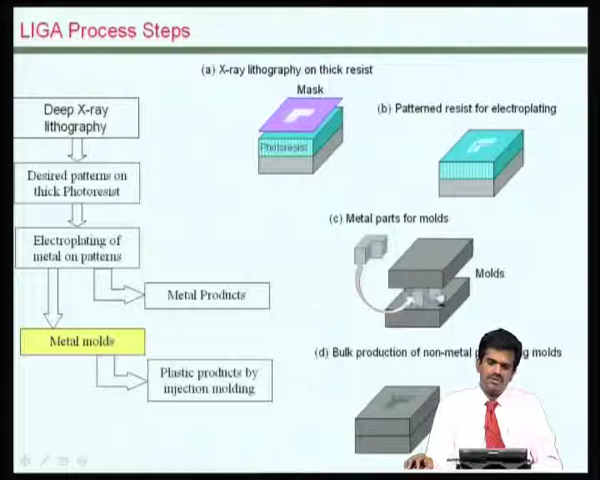 LIGA Process Steps
(a) X-ray lithography on thick resist
Mask
Photoresist
(b) Patterned resist for electroplating
Deep X-ray
lithography
Desired patterns on
thick Photoresist
Electroplating of
metal on patterns
Metal Products
Metal molds
Plastic products by
injection molding
(c) Metal parts for molds
Molds
(d) Bulk production of non-metal molds